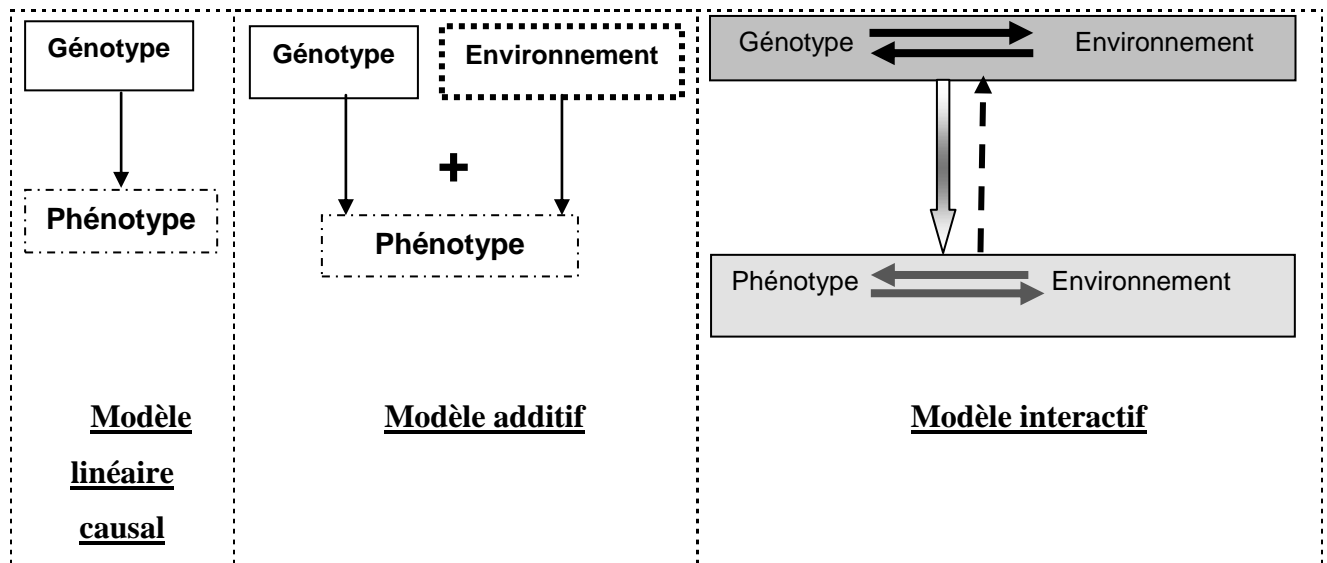 Génotype
Phénotype
Modèle
linéaire
causal
Génotype
Environnement
+
Phénotype
Modèle additif
Génotype Environnement
Phénotype Environnement
Modèle interactif